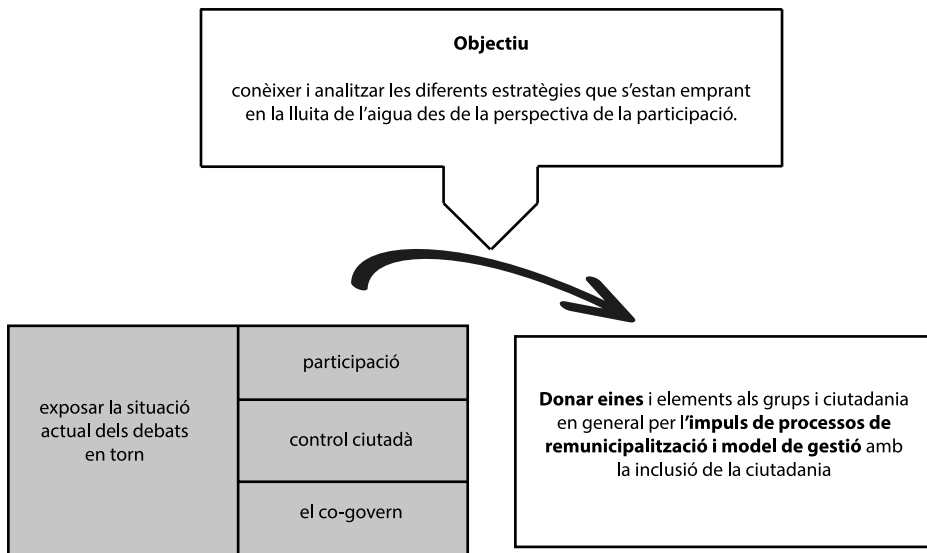 Objectiu
conèixer i analitzar les diferents estratègies que s'estan emprant
en la lluita de l'aigua des de la perspectiva de la participació.
exposar la situació
actual dels debats
en torn
participació
control ciutadà
el co-govern
Donar eines i elements als grups i ciutadania
en general per l'impuls de processos de
remunicipalització i model de gestió amb
la inclusió de la ciutadania